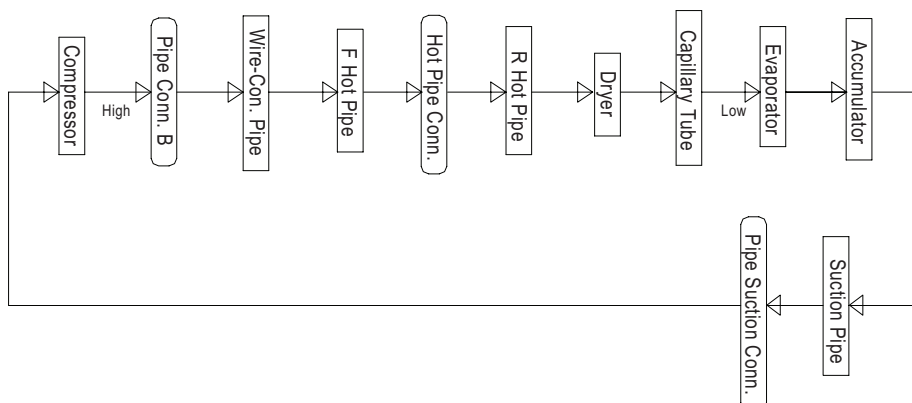 Compressor
High
Pipe Conn. B
Wire-Con. Pipe
F Hot Pipe
Hot Pipe Conn.
R Hot Pipe
Dryer
Capillary Tube
Low
Evaporator
Accumulator
Suction Pipe
Pipe Suction Conn.